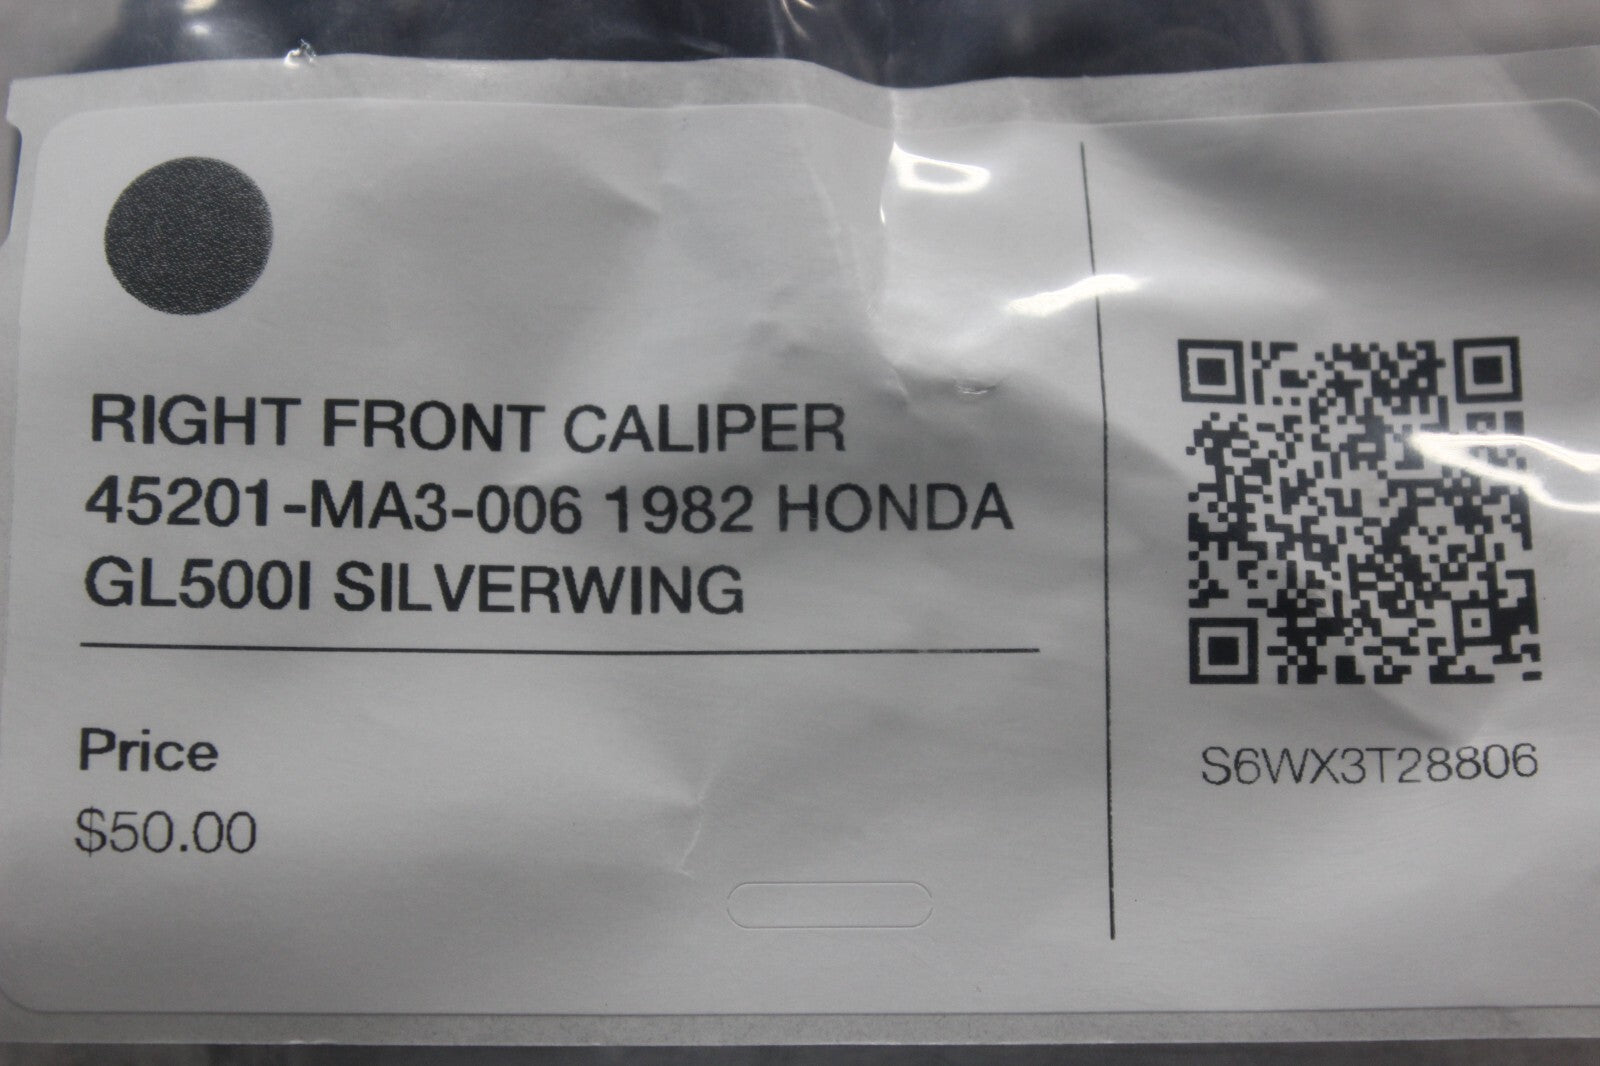 RIGHT FRONT CALIPER
45201-MA3-006 1982 HONDA
GL500I SILVERWING
Price
$50.00
S6WX3T28806